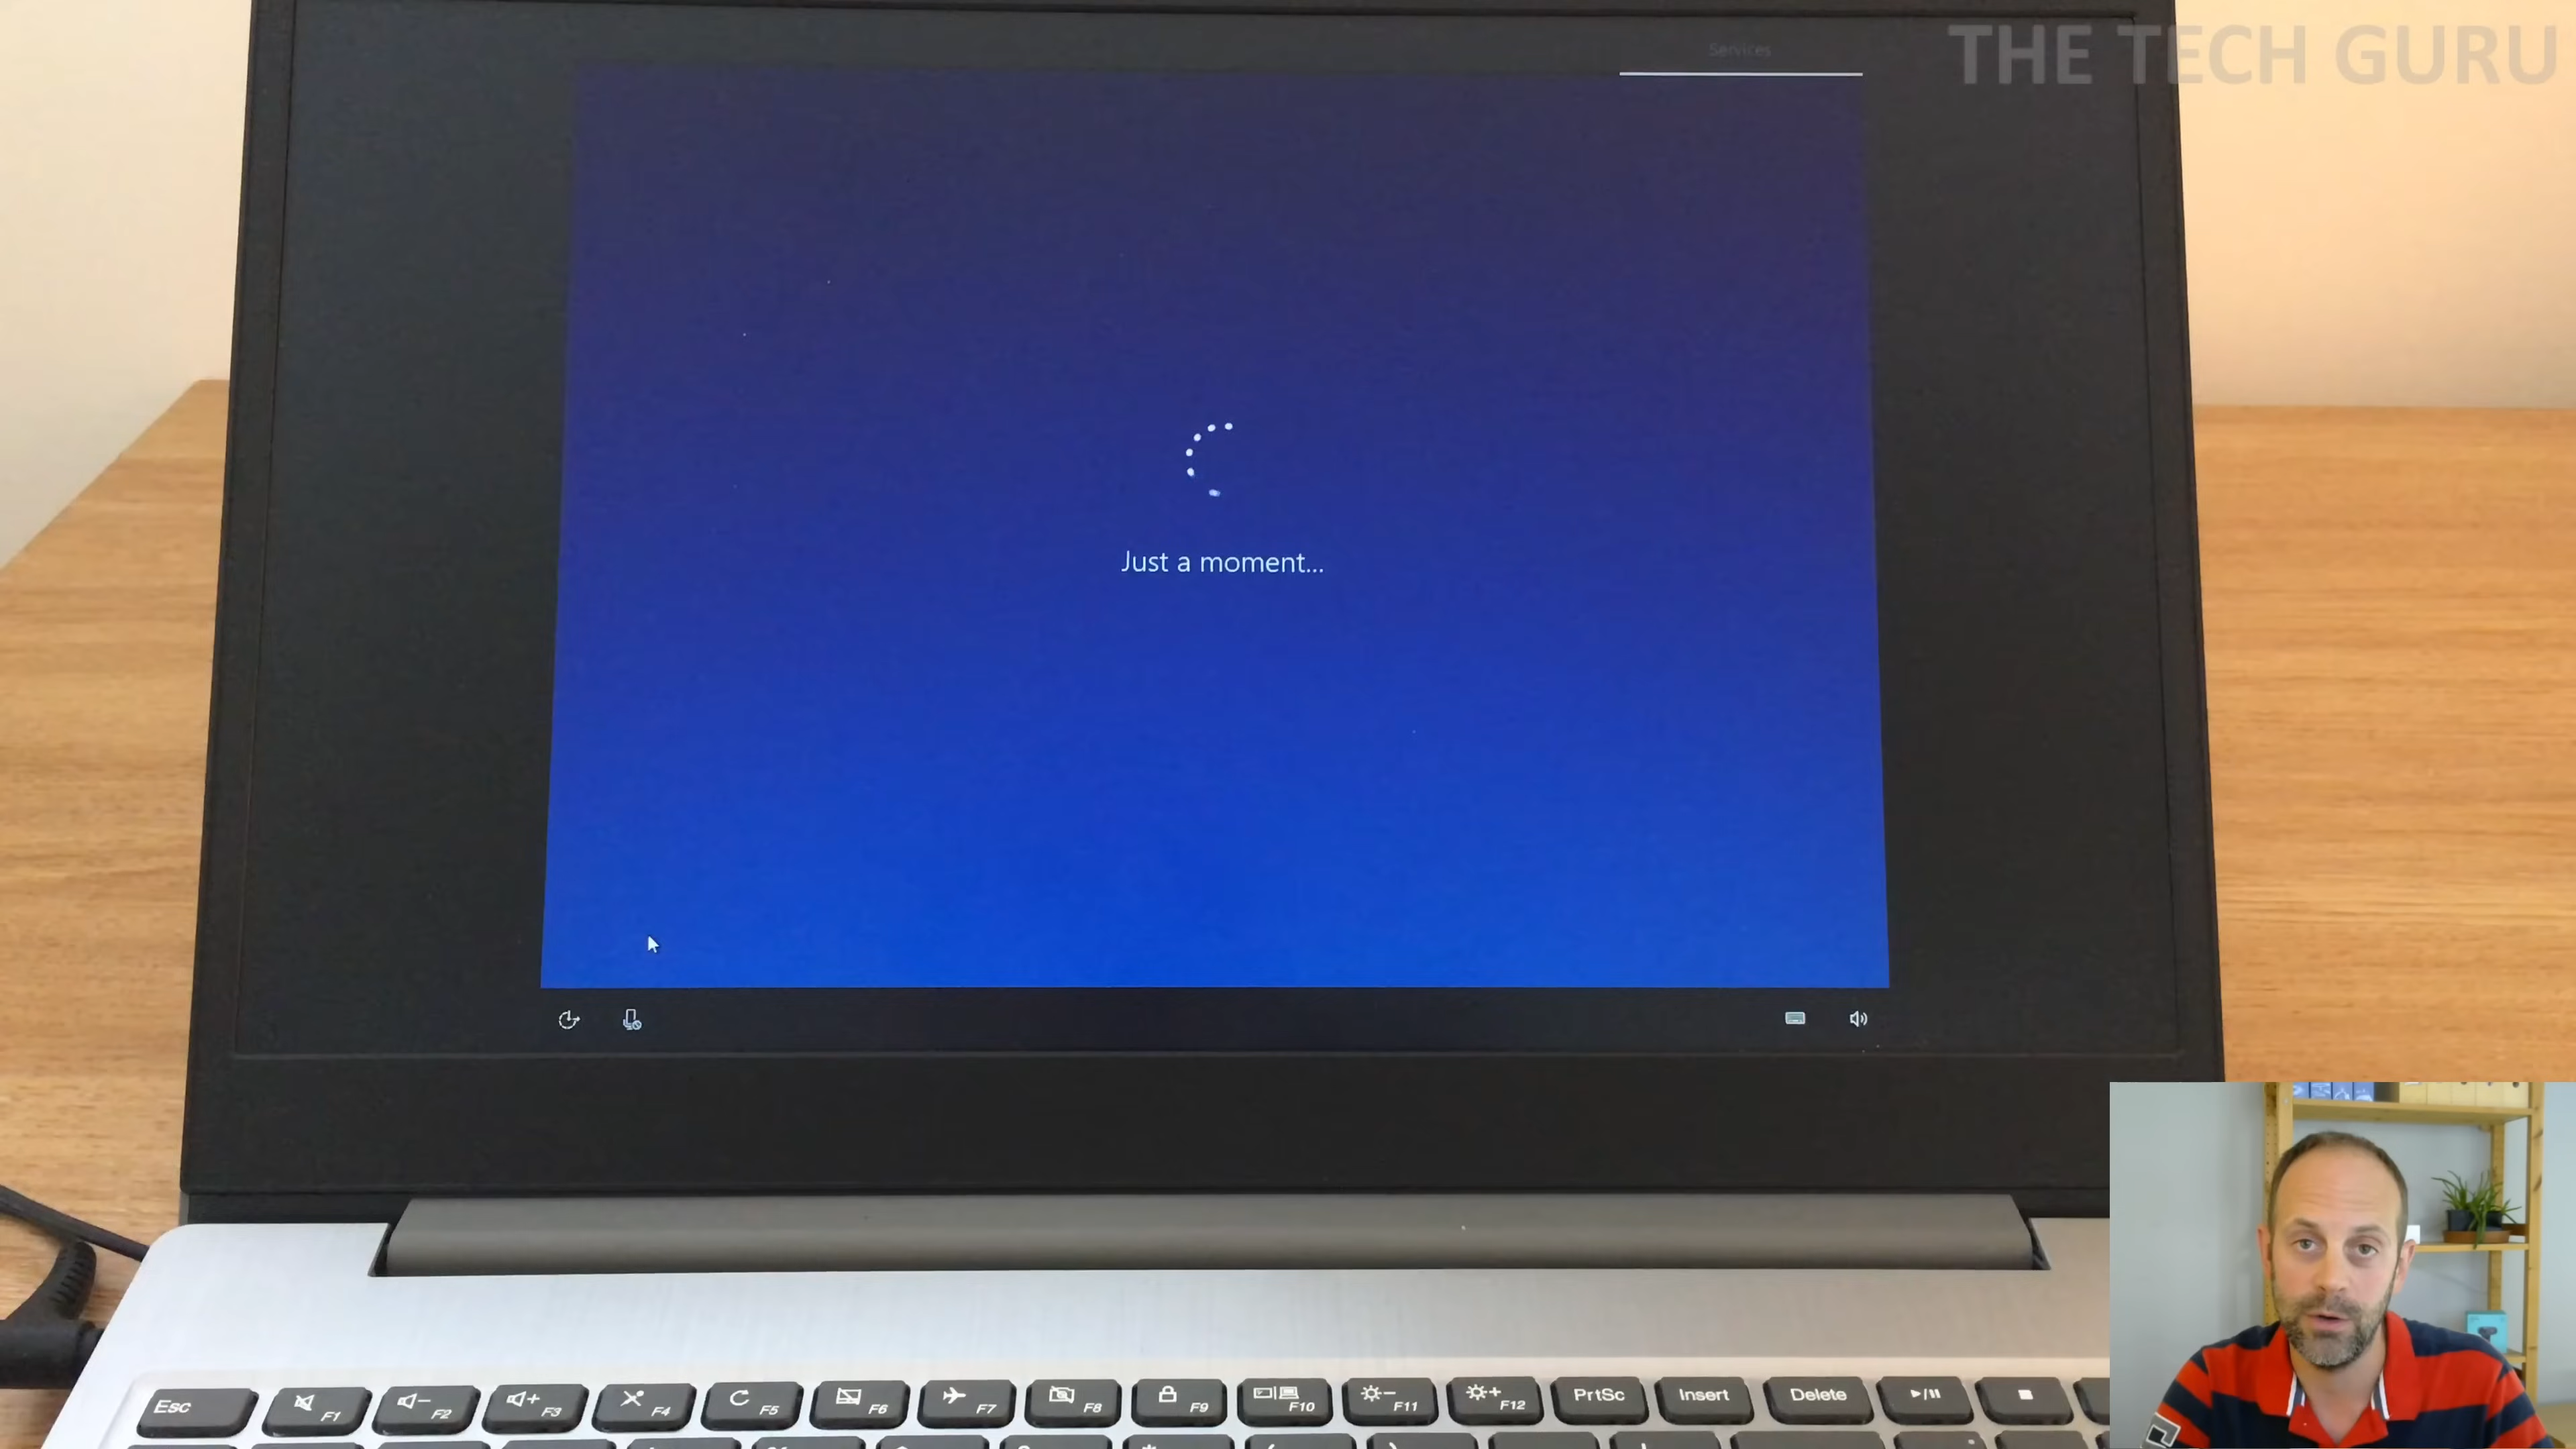 THE TECH GURU
Services
Just a moment...
Esc F1 F2 F3 F4 F5 F6 F7 F8 F9 F10 F11 F12 PrtSc Insert Delete